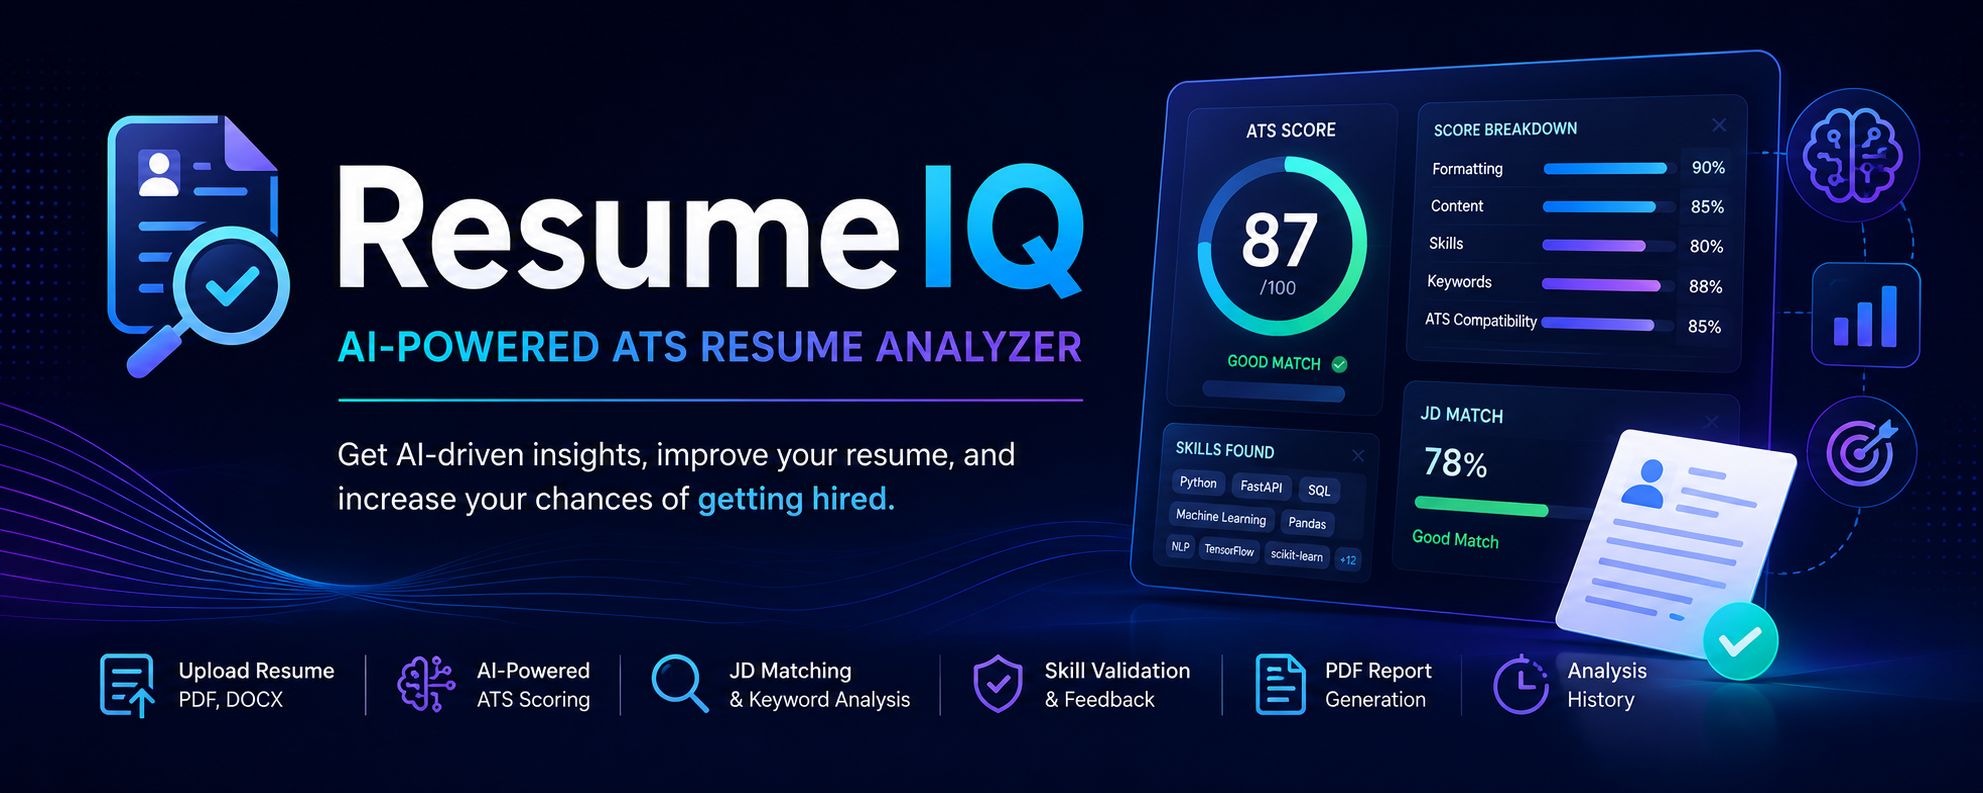 Resume IQ
AI-POWERED ATS RESUME ANALYZER
Get AI-driven insights, improve your resume, and
increase your chances of getting hired.
ATS SCORE
87
/100
GOOD MATCH
SCORE BREAKDOWN
Formatting 90%
Content 85%
Skills 80%
Keywords 88%
ATS Compatibility 85%
SKILLS FOUND
Python FastAPI SQL
Machine Learning Pandas
NLP TensorFlow scikit-learn +12
JD MATCH
78%
Good Match
Upload Resume
PDF, DOCX
AI-Powered
ATS Scoring
JD Matching
& Keyword Analysis
Skill Validation
& Feedback
PDF Report
Generation
Analysis
History